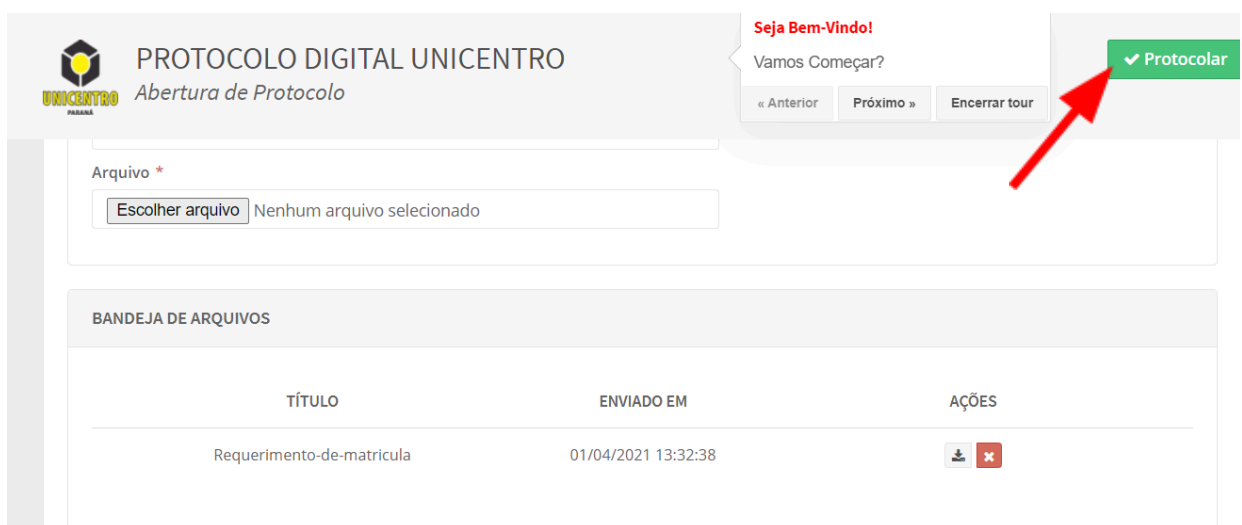 Seja Bem-Vindo!
PROTOCOLO DIGITAL UNICENTRO
Vamos Começar?
Protocolar
Abertura de Protocolo
UNICENTRO
PARANÁ
« Anterior Próximo » Encerrar tour
Arquivo *
Escolher arquivo Nenhum arquivo selecionado
BANDEJA DE ARQUIVOS
TÍTULO ENVIADO EM AÇÕES
Requerimento-de-matricula 01/04/2021 13:32:38